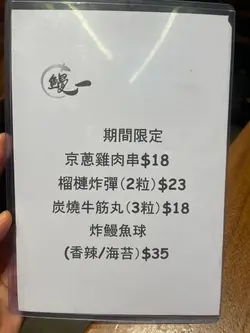 鰻一
期間限定
京蔥雞肉串$18
榴槤炸彈(2粒)$23
炭燒牛筋丸(3粒)$18
炸鰻魚球
(香辣/海苔)$35